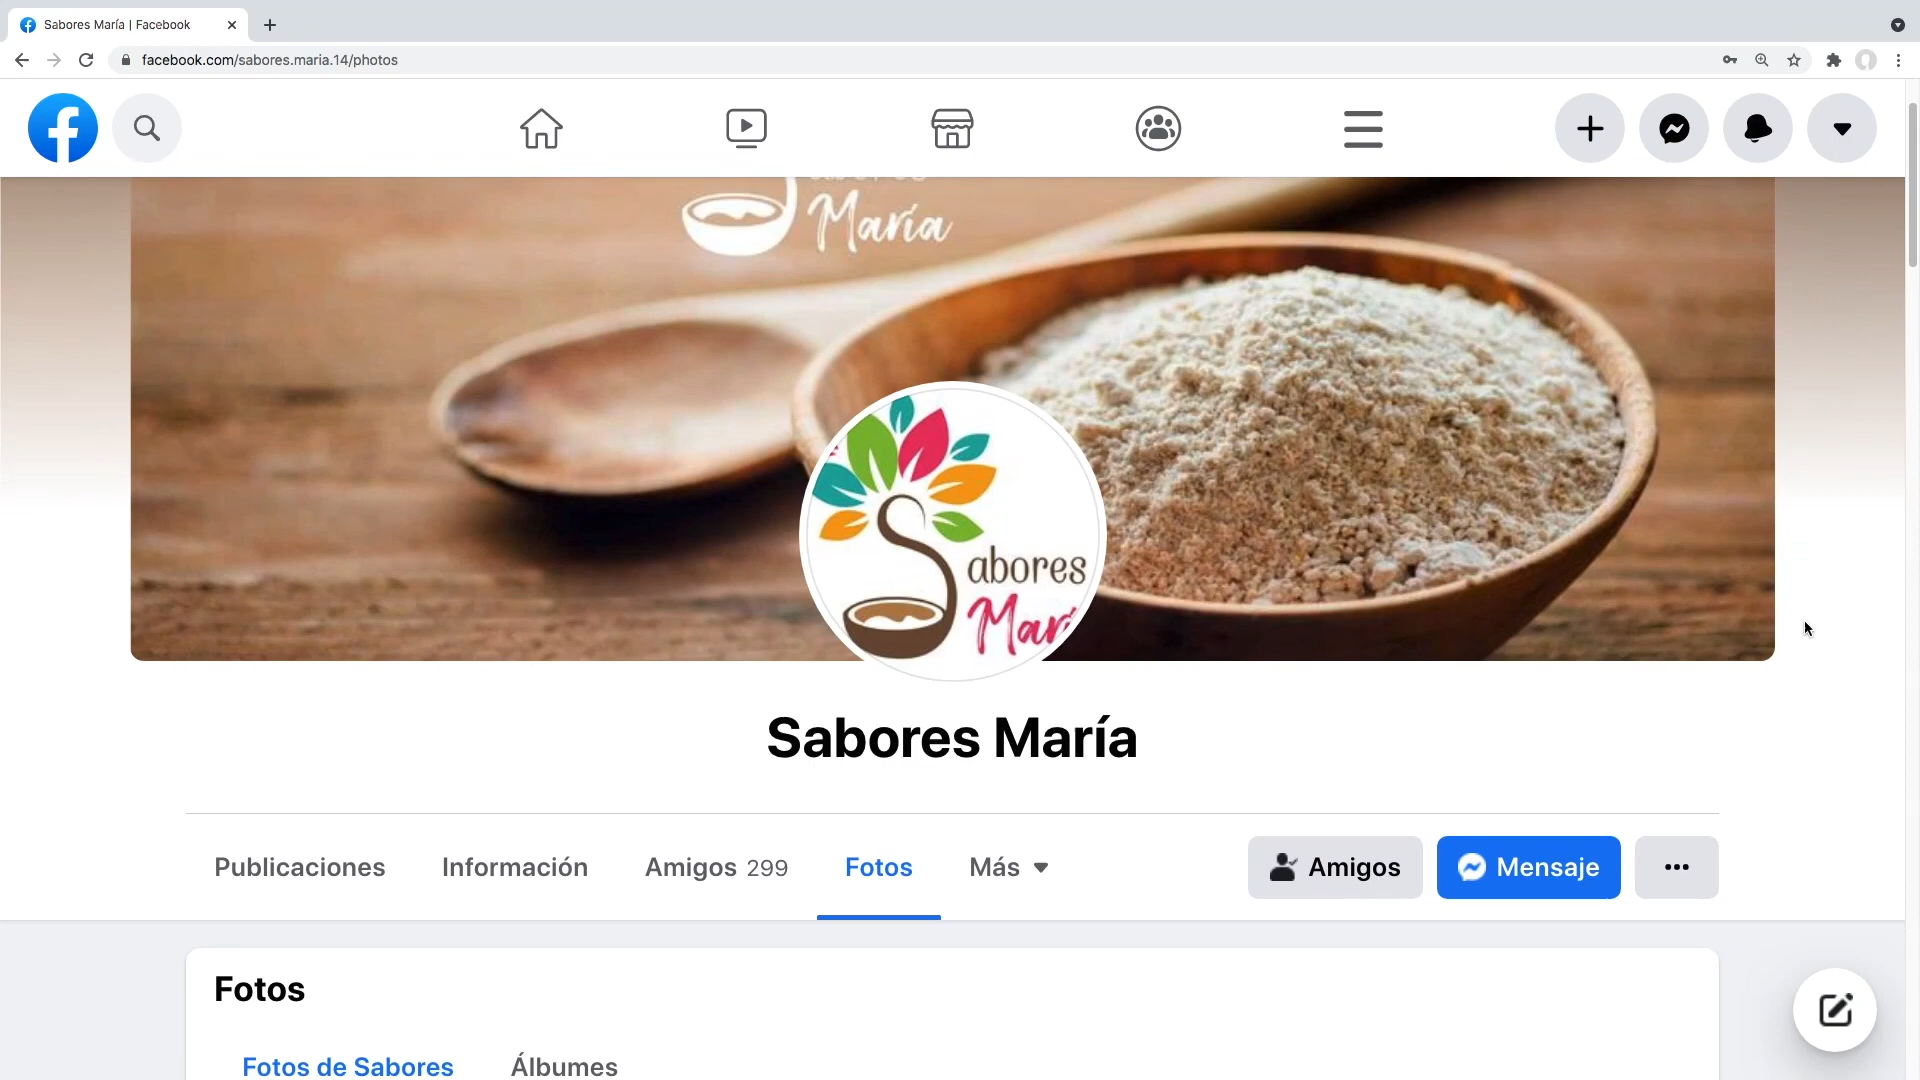 Sabores María | Facebook
facebook.com/sabores.maria.14/photos
María
abores
Sabores María
Publicaciones
Información
Amigos 299
Fotos
Más
Amigos
Mensaje
Fotos
Fotos de Sabores
Álbumes